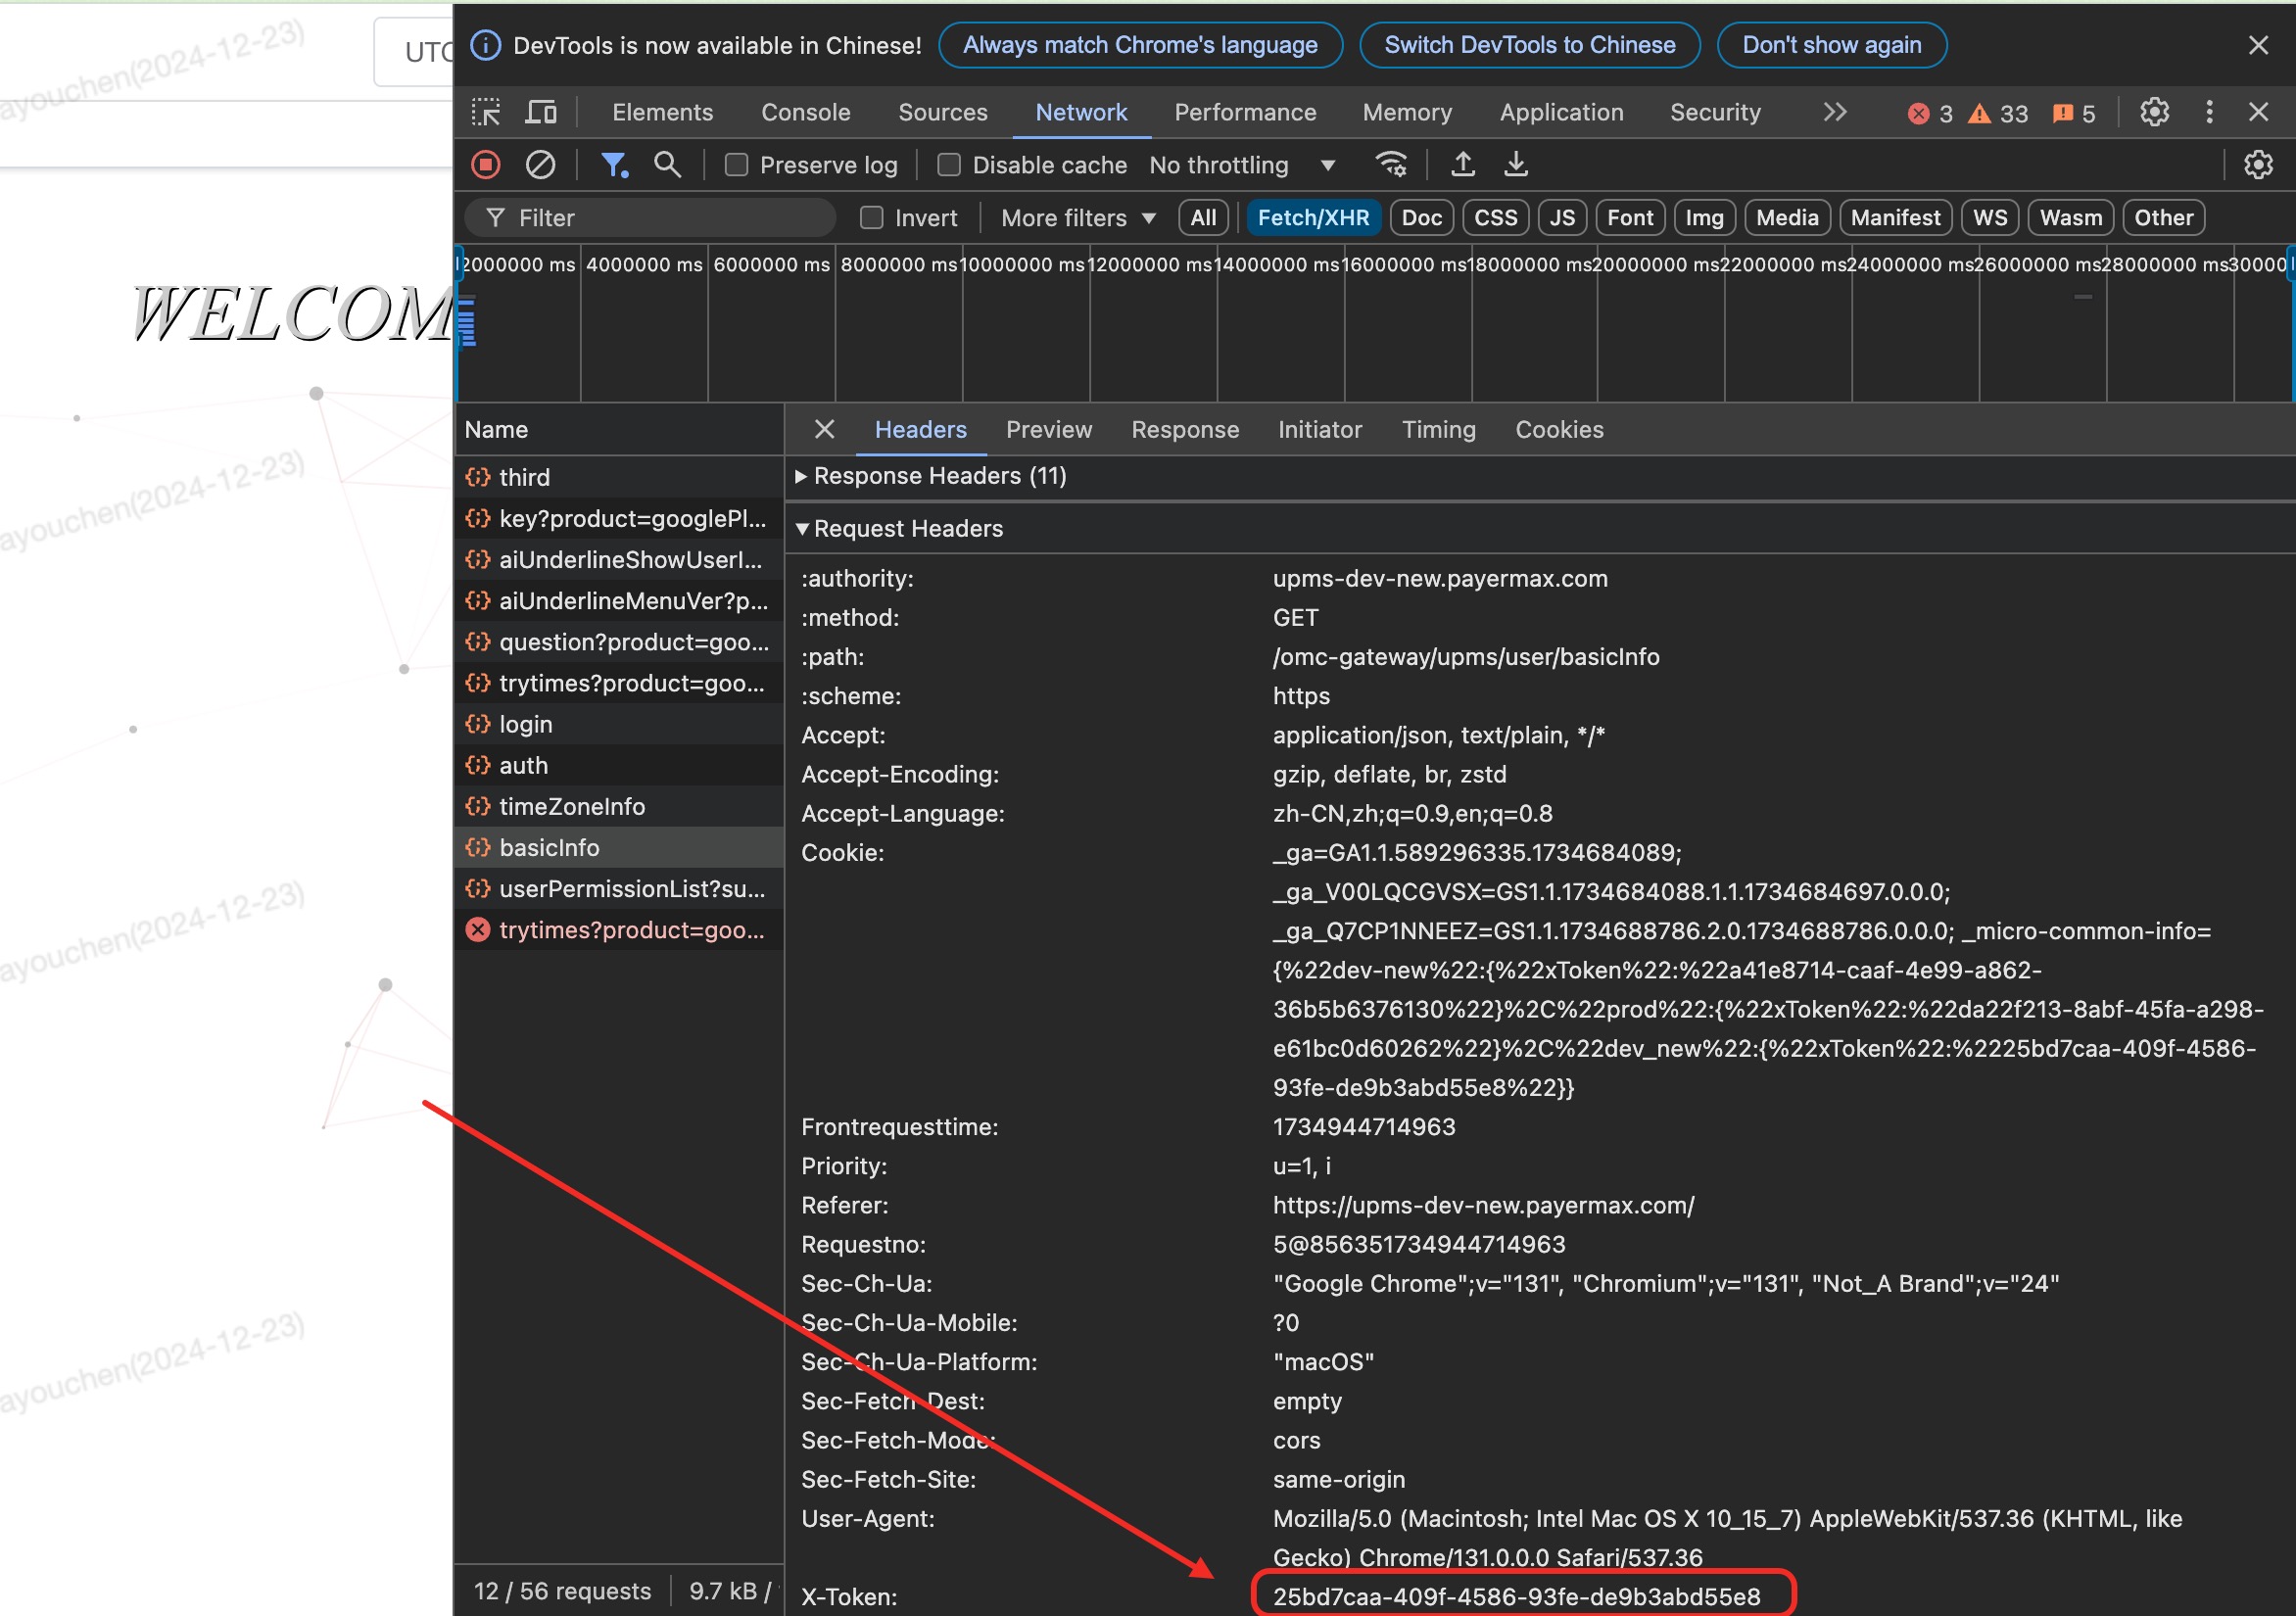 ayouchen(2024-12-23)
UTC
WELCOM
ayouchen(2024-12-23)
ayouchen(2024-12-23)
ayouchen(2024-12-23)
DevTools is now available in Chinese! Always match Chrome's language Switch DevTools to Chinese Don't show again
Elements Console Sources Network Performance Memory Application Security 3 33 5
Preserve log Disable cache No throttling
Filter Invert More filters All Fetch/XHR Doc CSS JS Font Img Media Manifest WS Wasm Other
2000000 ms 4000000 ms 6000000 ms 8000000 ms 10000000 ms 12000000 ms 14000000 ms 16000000 ms 18000000 ms 20000000 ms 22000000 ms 24000000 ms 26000000 ms 28000000 ms 30000
Name
third
key?product=googlePl...
aiUnderlineShowUserI...
aiUnderlineMenuVer?p...
question?product=goo...
trytimes?product=goo...
login
auth
timeZoneInfo
basicInfo
userPermissionList?su...
trytimes?product=goo...
12 / 56 requests 9.7 kB /
Headers Preview Response Initiator Timing Cookies
Response Headers (11)
Request Headers
:authority: upms-dev-new.payermax.com
:method: GET
:path: /omc-gateway/upms/user/basicInfo
:scheme: https
Accept: application/json, text/plain, */*
Accept-Encoding: gzip, deflate, br, zstd
Accept-Language: zh-CN,zh;q=0.9,en;q=0.8
Cookie: _ga=GA1.1.589296335.1734684089;
_ga_V00LQCGVSX=GS1.1.1734684088.1.1.1734684697.0.0.0;
_ga_Q7CP1NNEEZ=GS1.1.1734688786.2.0.1734688786.0.0.0; _micro-common-info=
{%22dev-new%22:{%22xToken%22:%22a41e8714-caaf-4e99-a862-
36b5b6376130%22}%2C%22prod%22:{%22xToken%22:%22da22f213-8abf-45fa-a298-
e61bc0d60262%22}%2C%22dev_new%22:{%22xToken%22:%2225bd7caa-409f-4586-
93fe-de9b3abd55e8%22}}
Frontrequesttime: 1734944714963
Priority: u=1, i
Referer: https://upms-dev-new.payermax.com/
Requestno: 5@856351734944714963
Sec-Ch-Ua: "Google Chrome";v="131", "Chromium";v="131", "Not_A Brand";v="24"
Sec-Ch-Ua-Mobile: ?0
Sec-Ch-Ua-Platform: "macOS"
Sec-Fetch-Dest: empty
Sec-Fetch-Mode: cors
Sec-Fetch-Site: same-origin
User-Agent: Mozilla/5.0 (Macintosh; Intel Mac OS X 10_15_7) AppleWebKit/537.36 (KHTML, like
Gecko) Chrome/131.0.0.0 Safari/537.36
X-Token: 25bd7caa-409f-4586-93fe-de9b3abd55e8